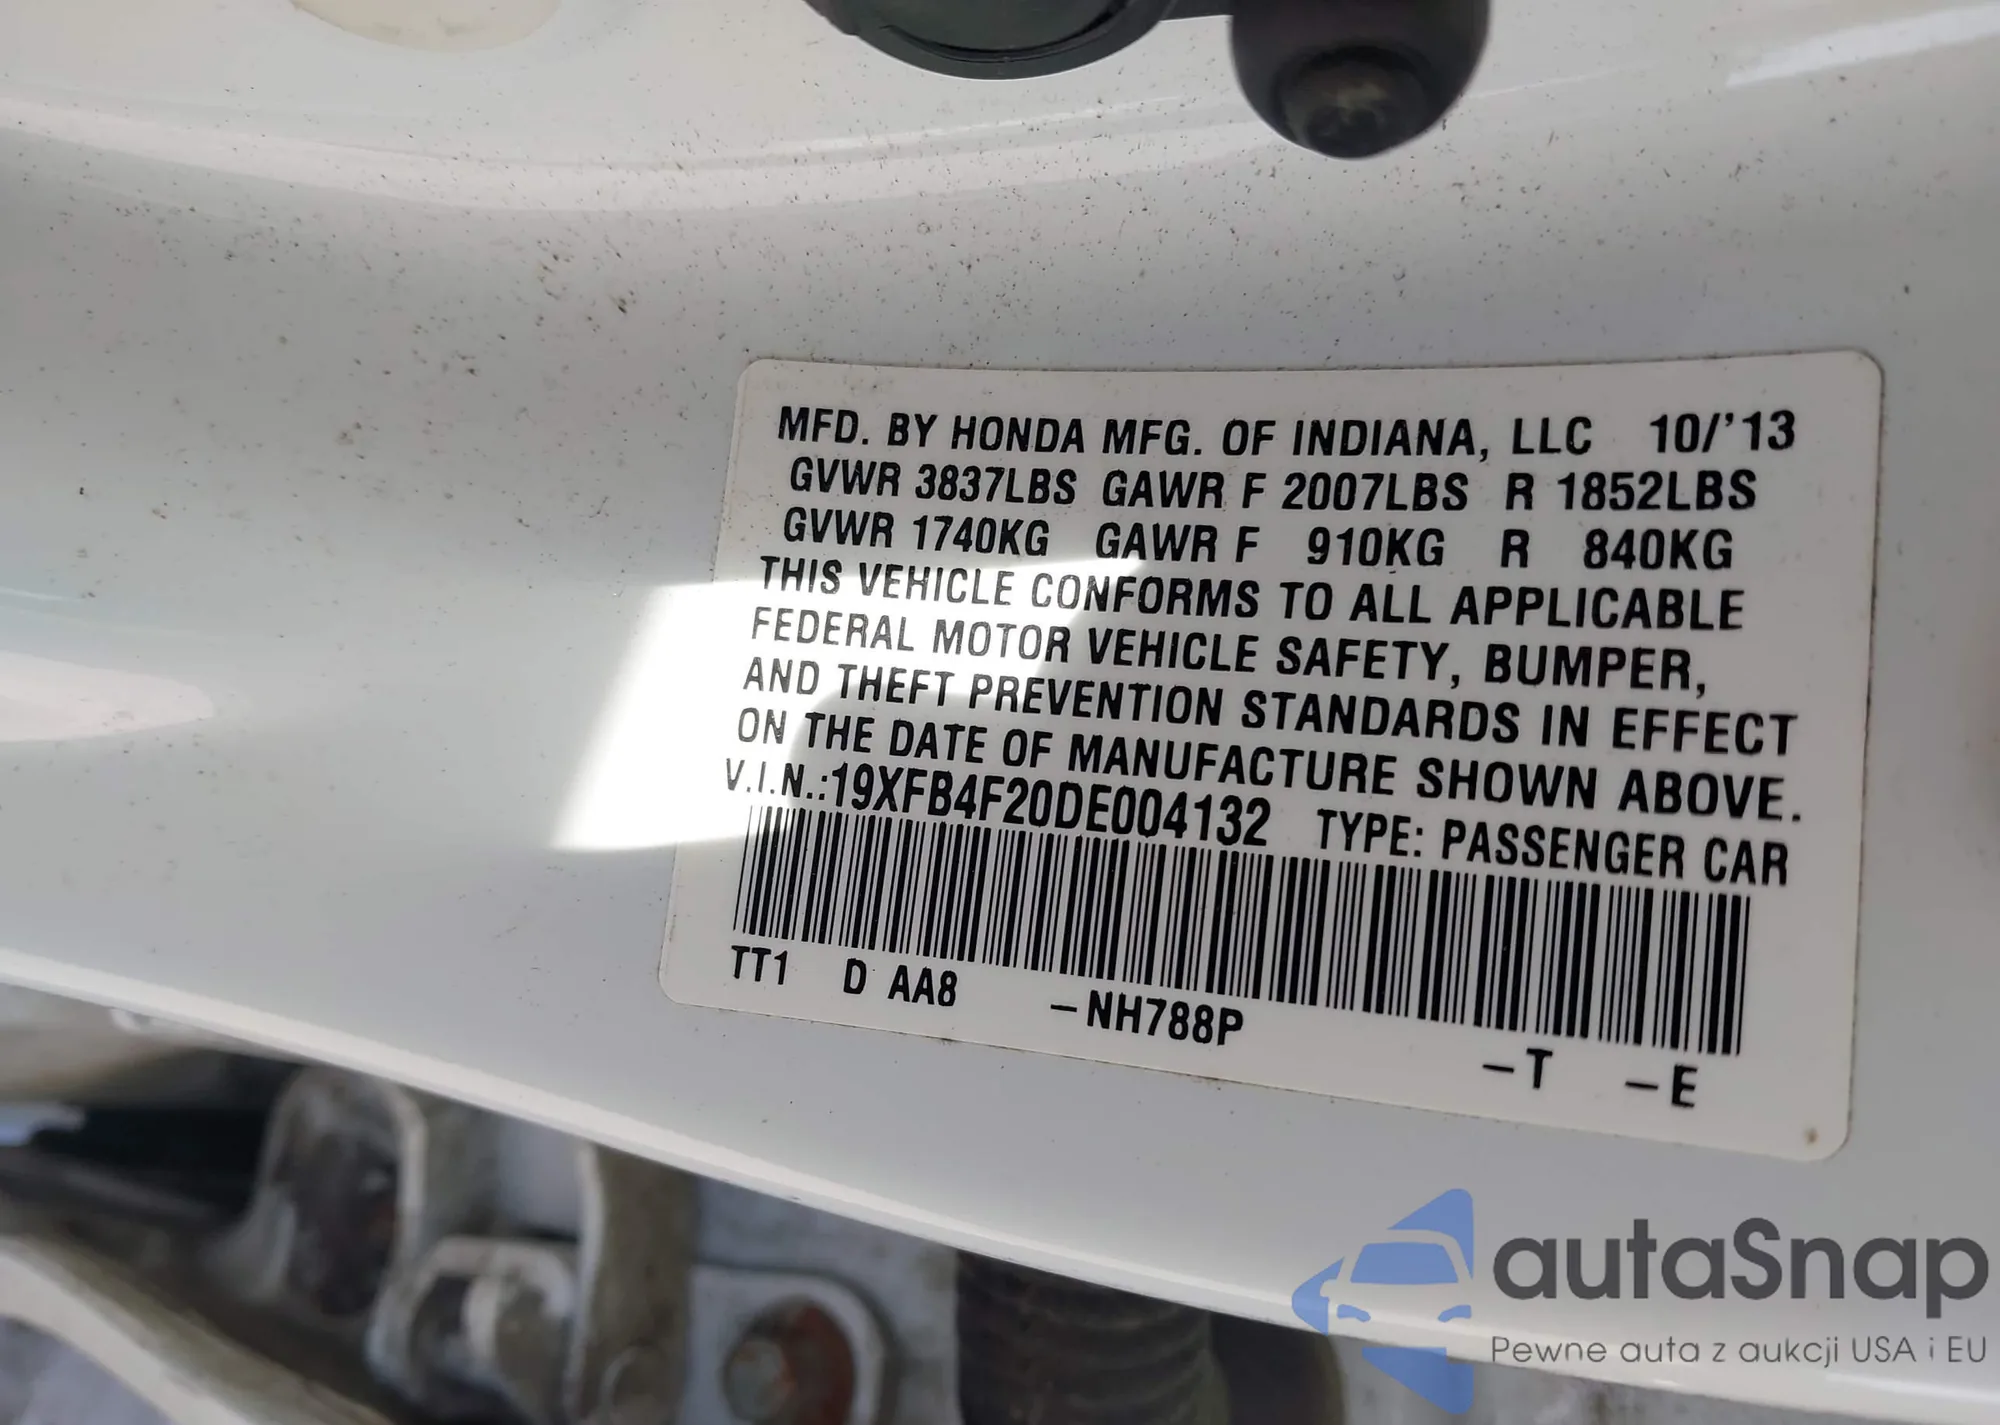 MFD. BY HONDA MFG. OF INDIANA, LLC 10/'13
GVWR 3837LBS GAWR F 2007LBS R 1852LBS
GVWR 1740KG GAWR F 910KG R 840KG
THIS VEHICLE CONFORMS TO ALL APPLICABLE
FEDERAL MOTOR VEHICLE SAFETY, BUMPER,
AND THEFT PREVENTION STANDARDS IN EFFECT
ON THE DATE OF MANUFACTURE SHOWN ABOVE.
V.I.N.:19XFB4F20DE004132 TYPE: PASSENGER CAR
TT1 D AA8 –NH788P –T –E
autaSnap
Pewne auta z aukcji USA i EU